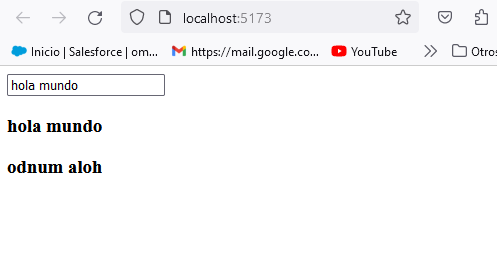 localhost:5173
Inicio | Salesforce | om... https://mail.google.co... YouTube Otros
hola mundo
hola mundo
odnum aloh